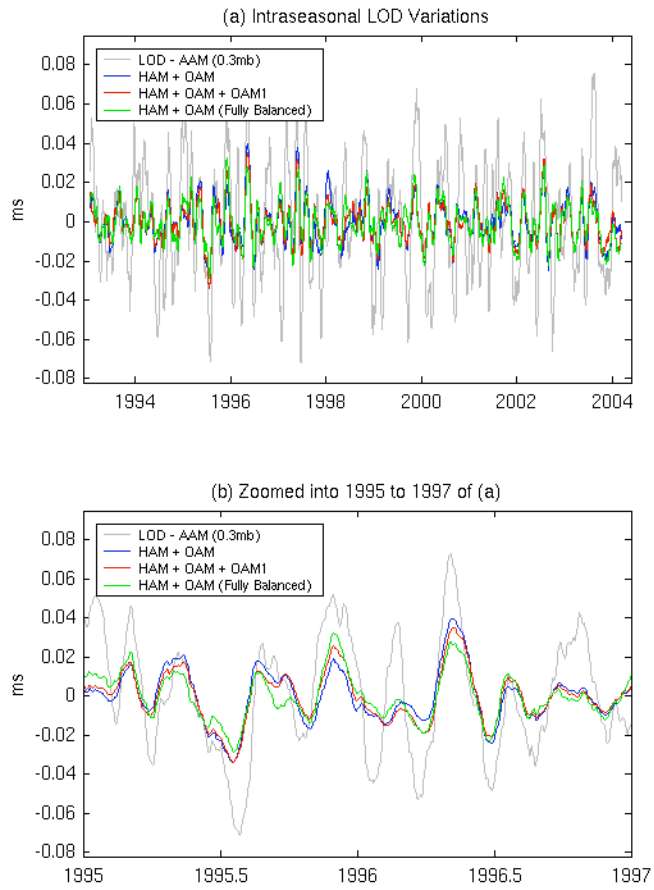 (a) Intraseasonal LOD Variations
LOD - AAM (0.3mb)
HAM + OAM
HAM + OAM + OAM1
HAM + OAM (Fully Balanced)
0.08
0.06
0.04
0.02
0
-0.02
-0.04
-0.06
-0.08
ms
1994 1996 1998 2000 2002 2004
(b) Zoomed into 1995 to 1997 of (a)
LOD - AAM (0.3mb)
HAM + OAM
HAM + OAM + OAM1
HAM + OAM (Fully Balanced)
0.08
0.06
0.04
0.02
0
-0.02
-0.04
-0.06
-0.08
ms
1995 1995.5 1996 1996.5 1997